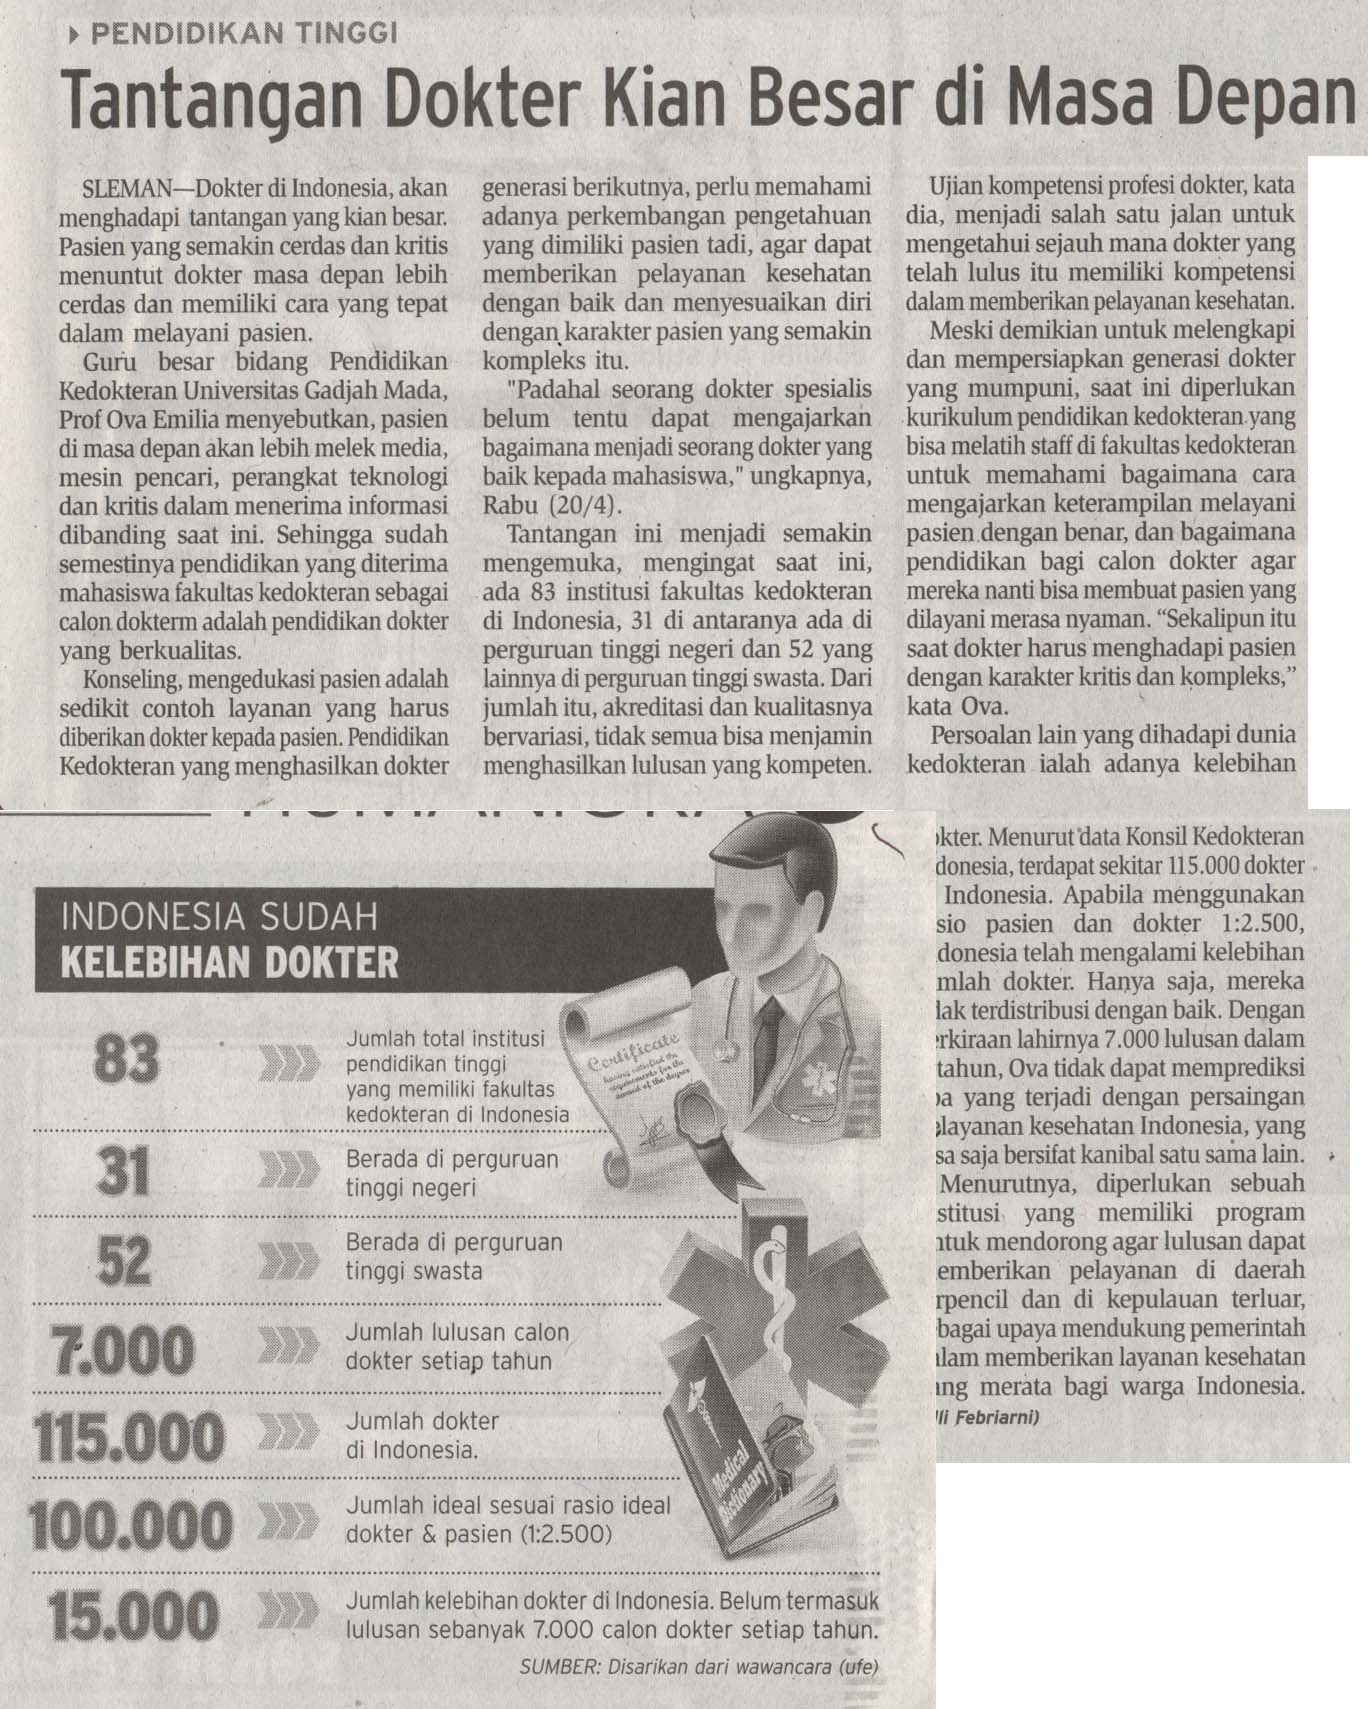 PENDIDIKAN TINGGI
Tantangan Dokter Kian Besar di Masa Depan
SLEMAN—Dokter di Indonesia, akan
menghadapi tantangan yang kian besar.
Pasien yang semakin cerdas dan kritis
menuntut dokter masa depan lebih
cerdas dan memiliki cara yang tepat
dalam melayani pasien.
Guru besar bidang Pendidikan
Kedokteran Universitas Gadjah Mada,
Prof Ova Emilia menyebutkan, pasien
di masa depan akan lebih melek media,
mesin pencari, perangkat teknologi
dan kritis dalam menerima informasi
dibanding saat ini. Sehingga sudah
semestinya pendidikan yang diterima
mahasiswa fakultas kedokteran sebagai
calon dokterm adalah pendidikan dokter
yang berkualitas.
Konseling, mengedukasi pasien adalah
sedikit contoh layanan yang harus
diberikan dokter kepada pasien. Pendidikan
Kedokteran yang menghasilkan dokter
generasi berikutnya, perlu memahami
adanya perkembangan pengetahuan
yang dimiliki pasien tadi, agar dapat
memberikan pelayanan kesehatan
dengan baik dan menyesuaikan diri
dengan karakter pasien yang semakin
kompleks itu.
"Padahal seorang dokter spesialis
belum tentu dapat mengajarkan
bagaimana menjadi seorang dokter yang
baik kepada mahasiswa," ungkapnya,
Rabu (20/4).
Tantangan ini menjadi semakin
mengemuka, mengingat saat ini,
ada 83 institusi fakultas kedokteran
di Indonesia, 31 di antaranya ada di
perguruan tinggi negeri dan 52 yang
lainnya di perguruan tinggi swasta. Dari
jumlah itu, akreditasi dan kualitasnya
bervariasi, tidak semua bisa menjamin
menghasilkan lulusan yang kompeten.
Ujian kompetensi profesi dokter, kata
dia, menjadi salah satu jalan untuk
mengetahui sejauh mana dokter yang
telah lulus itu memiliki kompetensi
dalam memberikan pelayanan kesehatan.
Meski demikian untuk melengkapi
dan mempersiapkan generasi dokter
yang mumpuni, saat ini diperlukan
kurikulum pendidikan kedokteran yang
bisa melatih staff di fakultas kedokteran
untuk memahami bagaimana cara
mengajarkan keterampilan melayani
pasien dengan benar, dan bagaimana
pendidikan bagi calon dokter agar
mereka nanti bisa membuat pasien yang
dilayani merasa nyaman. “Sekalipun itu
saat dokter harus menghadapi pasien
dengan karakter kritis dan kompleks,”
kata Ova.
Persoalan lain yang dihadapi dunia
kedokteran ialah adanya kelebihan
kter. Menurut data Konsil Kedokteran
donesia, terdapat sekitar 115.000 dokter
Indonesia. Apabila menggunakan
sio pasien dan dokter 1:2.500,
donesia telah mengalami kelebihan
mlah dokter. Hanya saja, mereka
lak terdistribusi dengan baik. Dengan
rkiraan lahirnya 7.000 lulusan dalam
tahun, Ova tidak dapat memprediksi
a yang terjadi dengan persaingan
layanan kesehatan Indonesia, yang
sa saja bersifat kanibal satu sama lain.
Menurutnya, diperlukan sebuah
stitusi yang memiliki program
ntuk mendorong agar lulusan dapat
emberikan pelayanan di daerah
rpencil dan di kepulauan terluar,
bagai upaya mendukung pemerintah
lam memberikan layanan kesehatan
ng merata bagi warga Indonesia.
lli Febriarni)
INDONESIA SUDAH
KELEBIHAN DOKTER
83
Jumlah total institusi
pendidikan tinggi
yang memiliki fakultas
kedokteran di Indonesia
31
Berada di perguruan
tinggi negeri
52
Berada di perguruan
tinggi swasta
7.000
Jumlah lulusan calon
dokter setiap tahun
115.000
Jumlah dokter
di Indonesia.
100.000
Jumlah ideal sesuai rasio ideal
dokter & pasien (1:2.500)
15.000
Jumlah kelebihan dokter di Indonesia. Belum termasuk
lulusan sebanyak 7.000 calon dokter setiap tahun.
SUMBER: Disarikan dari wawancara (ufe)
Certificate
having satisfied the
requirements for the
award of the degree
Medical
Dictionary